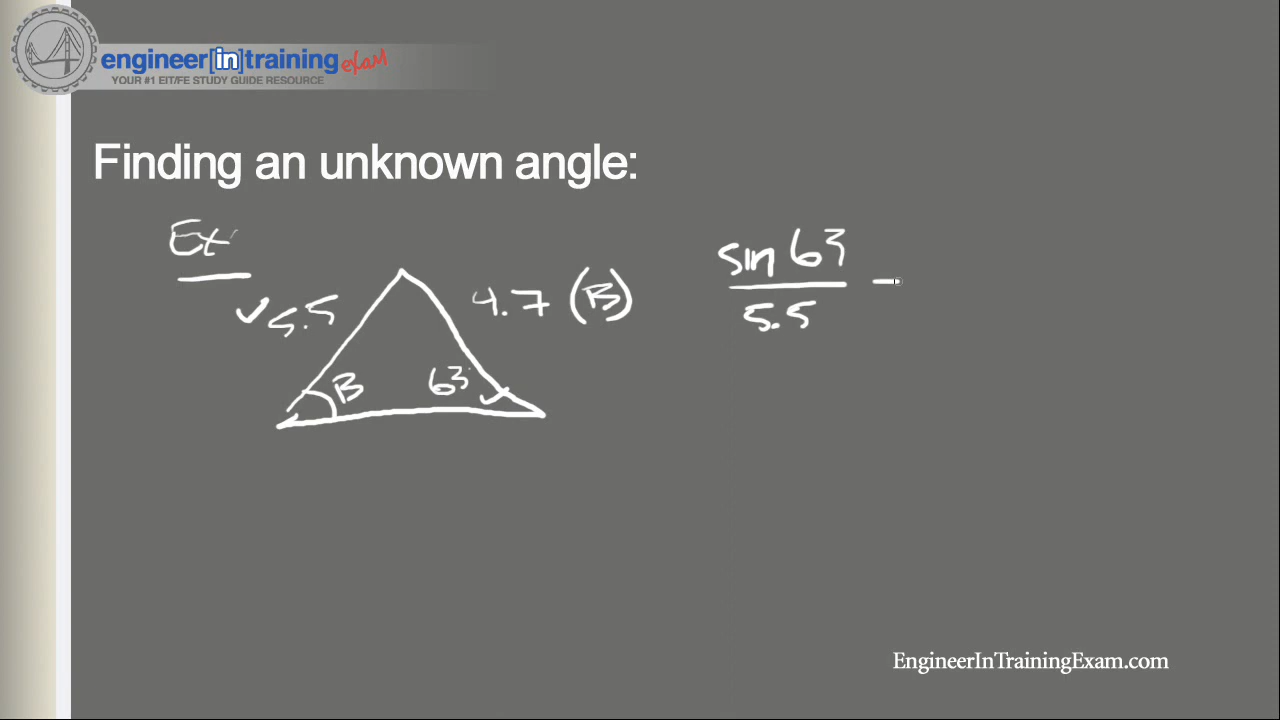 engineer[in]training exam
YOUR #1 EIT/FE STUDY GUIDE RESOURCE
Finding an unknown angle:
Ex
5.5
4.7 (B)
B
63
sin 63
5.5
EngineerInTrainingExam.com